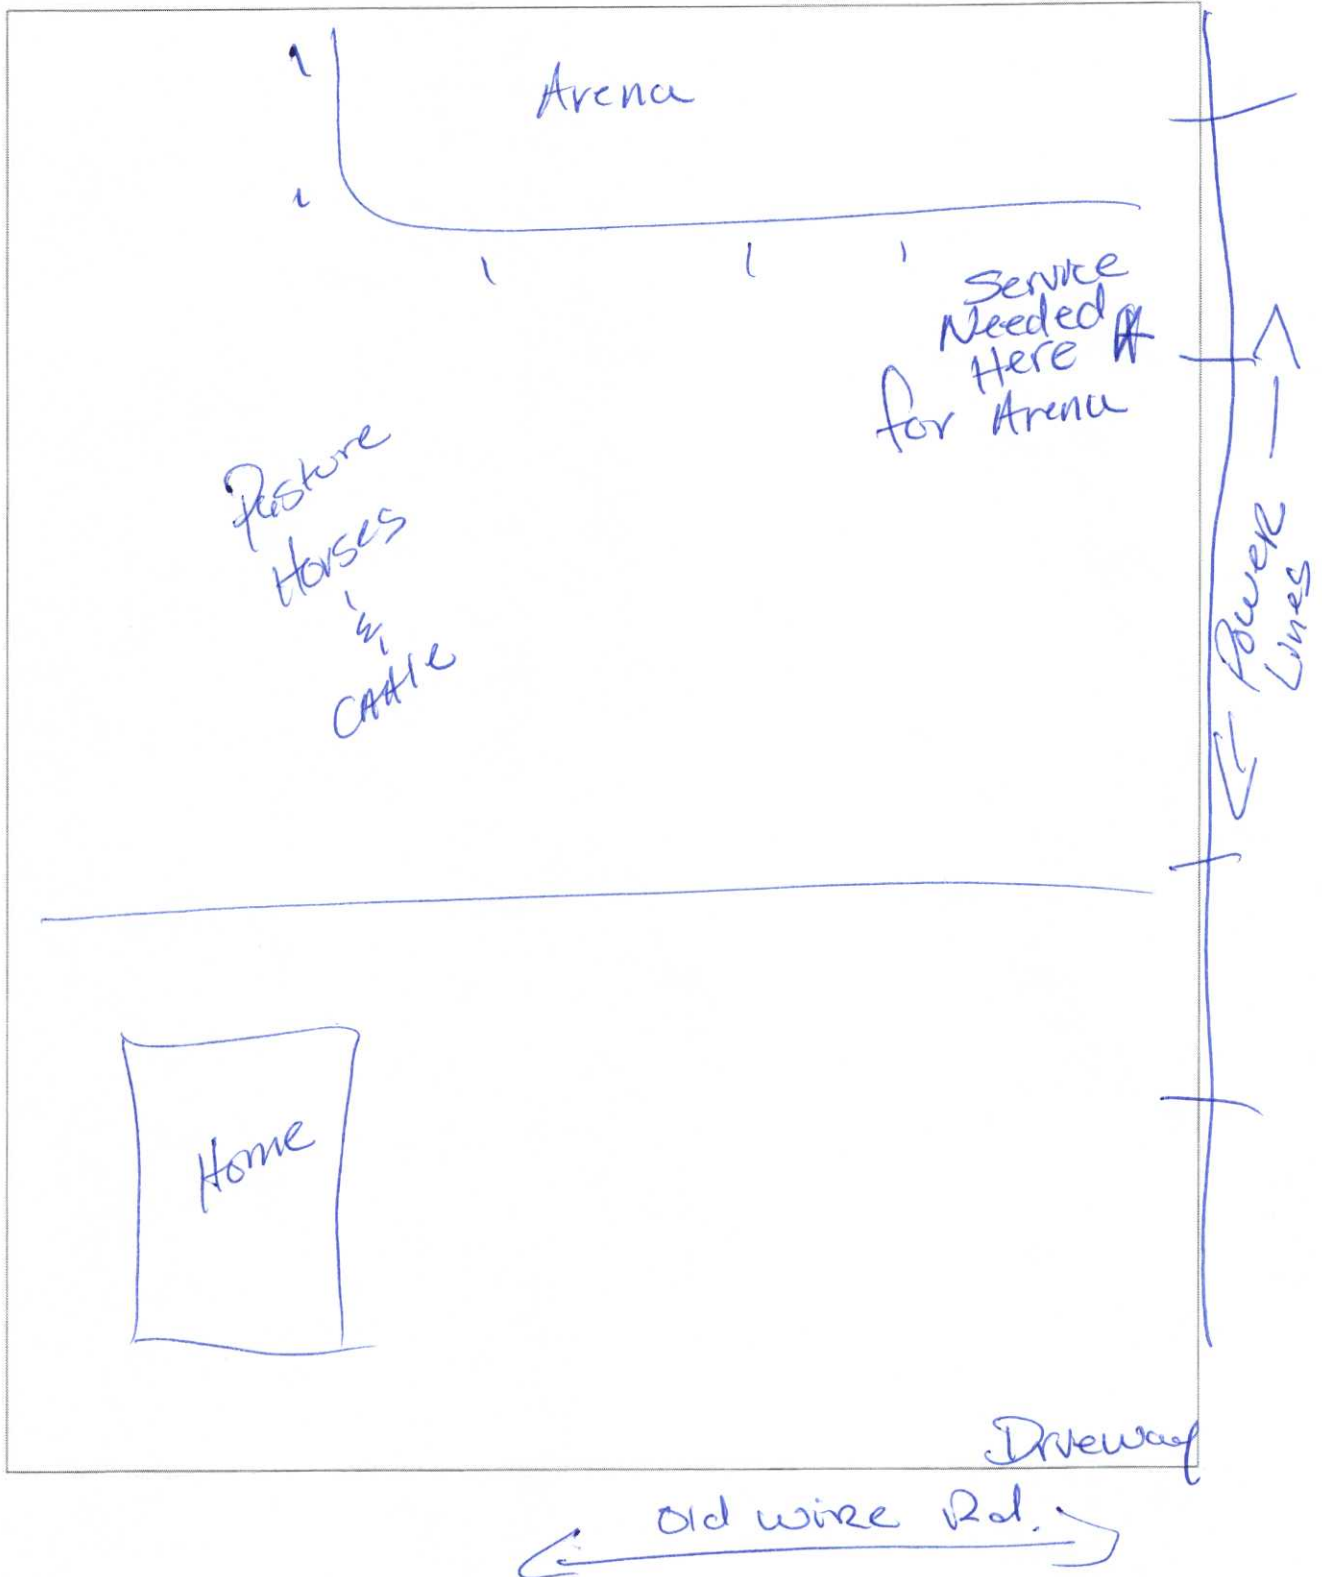 Arena
Service
Needed
Here
for Arena
Pasture
Horses
&
CAttle
Power
Lines
Home
Driveway
Old wire Rd.